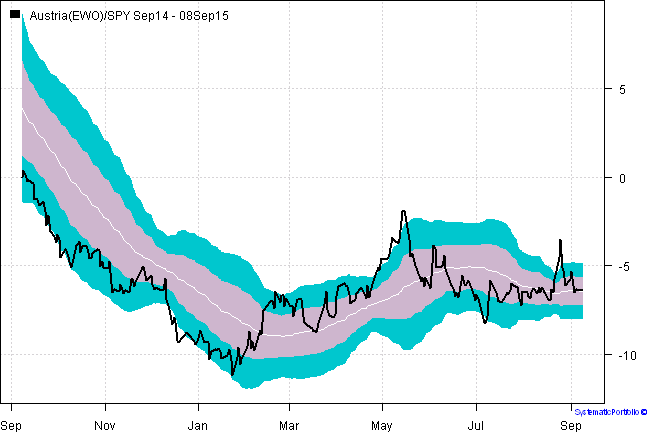 Austria(EWO)/SPY Sep14 - 08Sep15
5
0
-5
-10
Sep Nov Jan Mar May Jul Sep
SystematicPortfolio ©